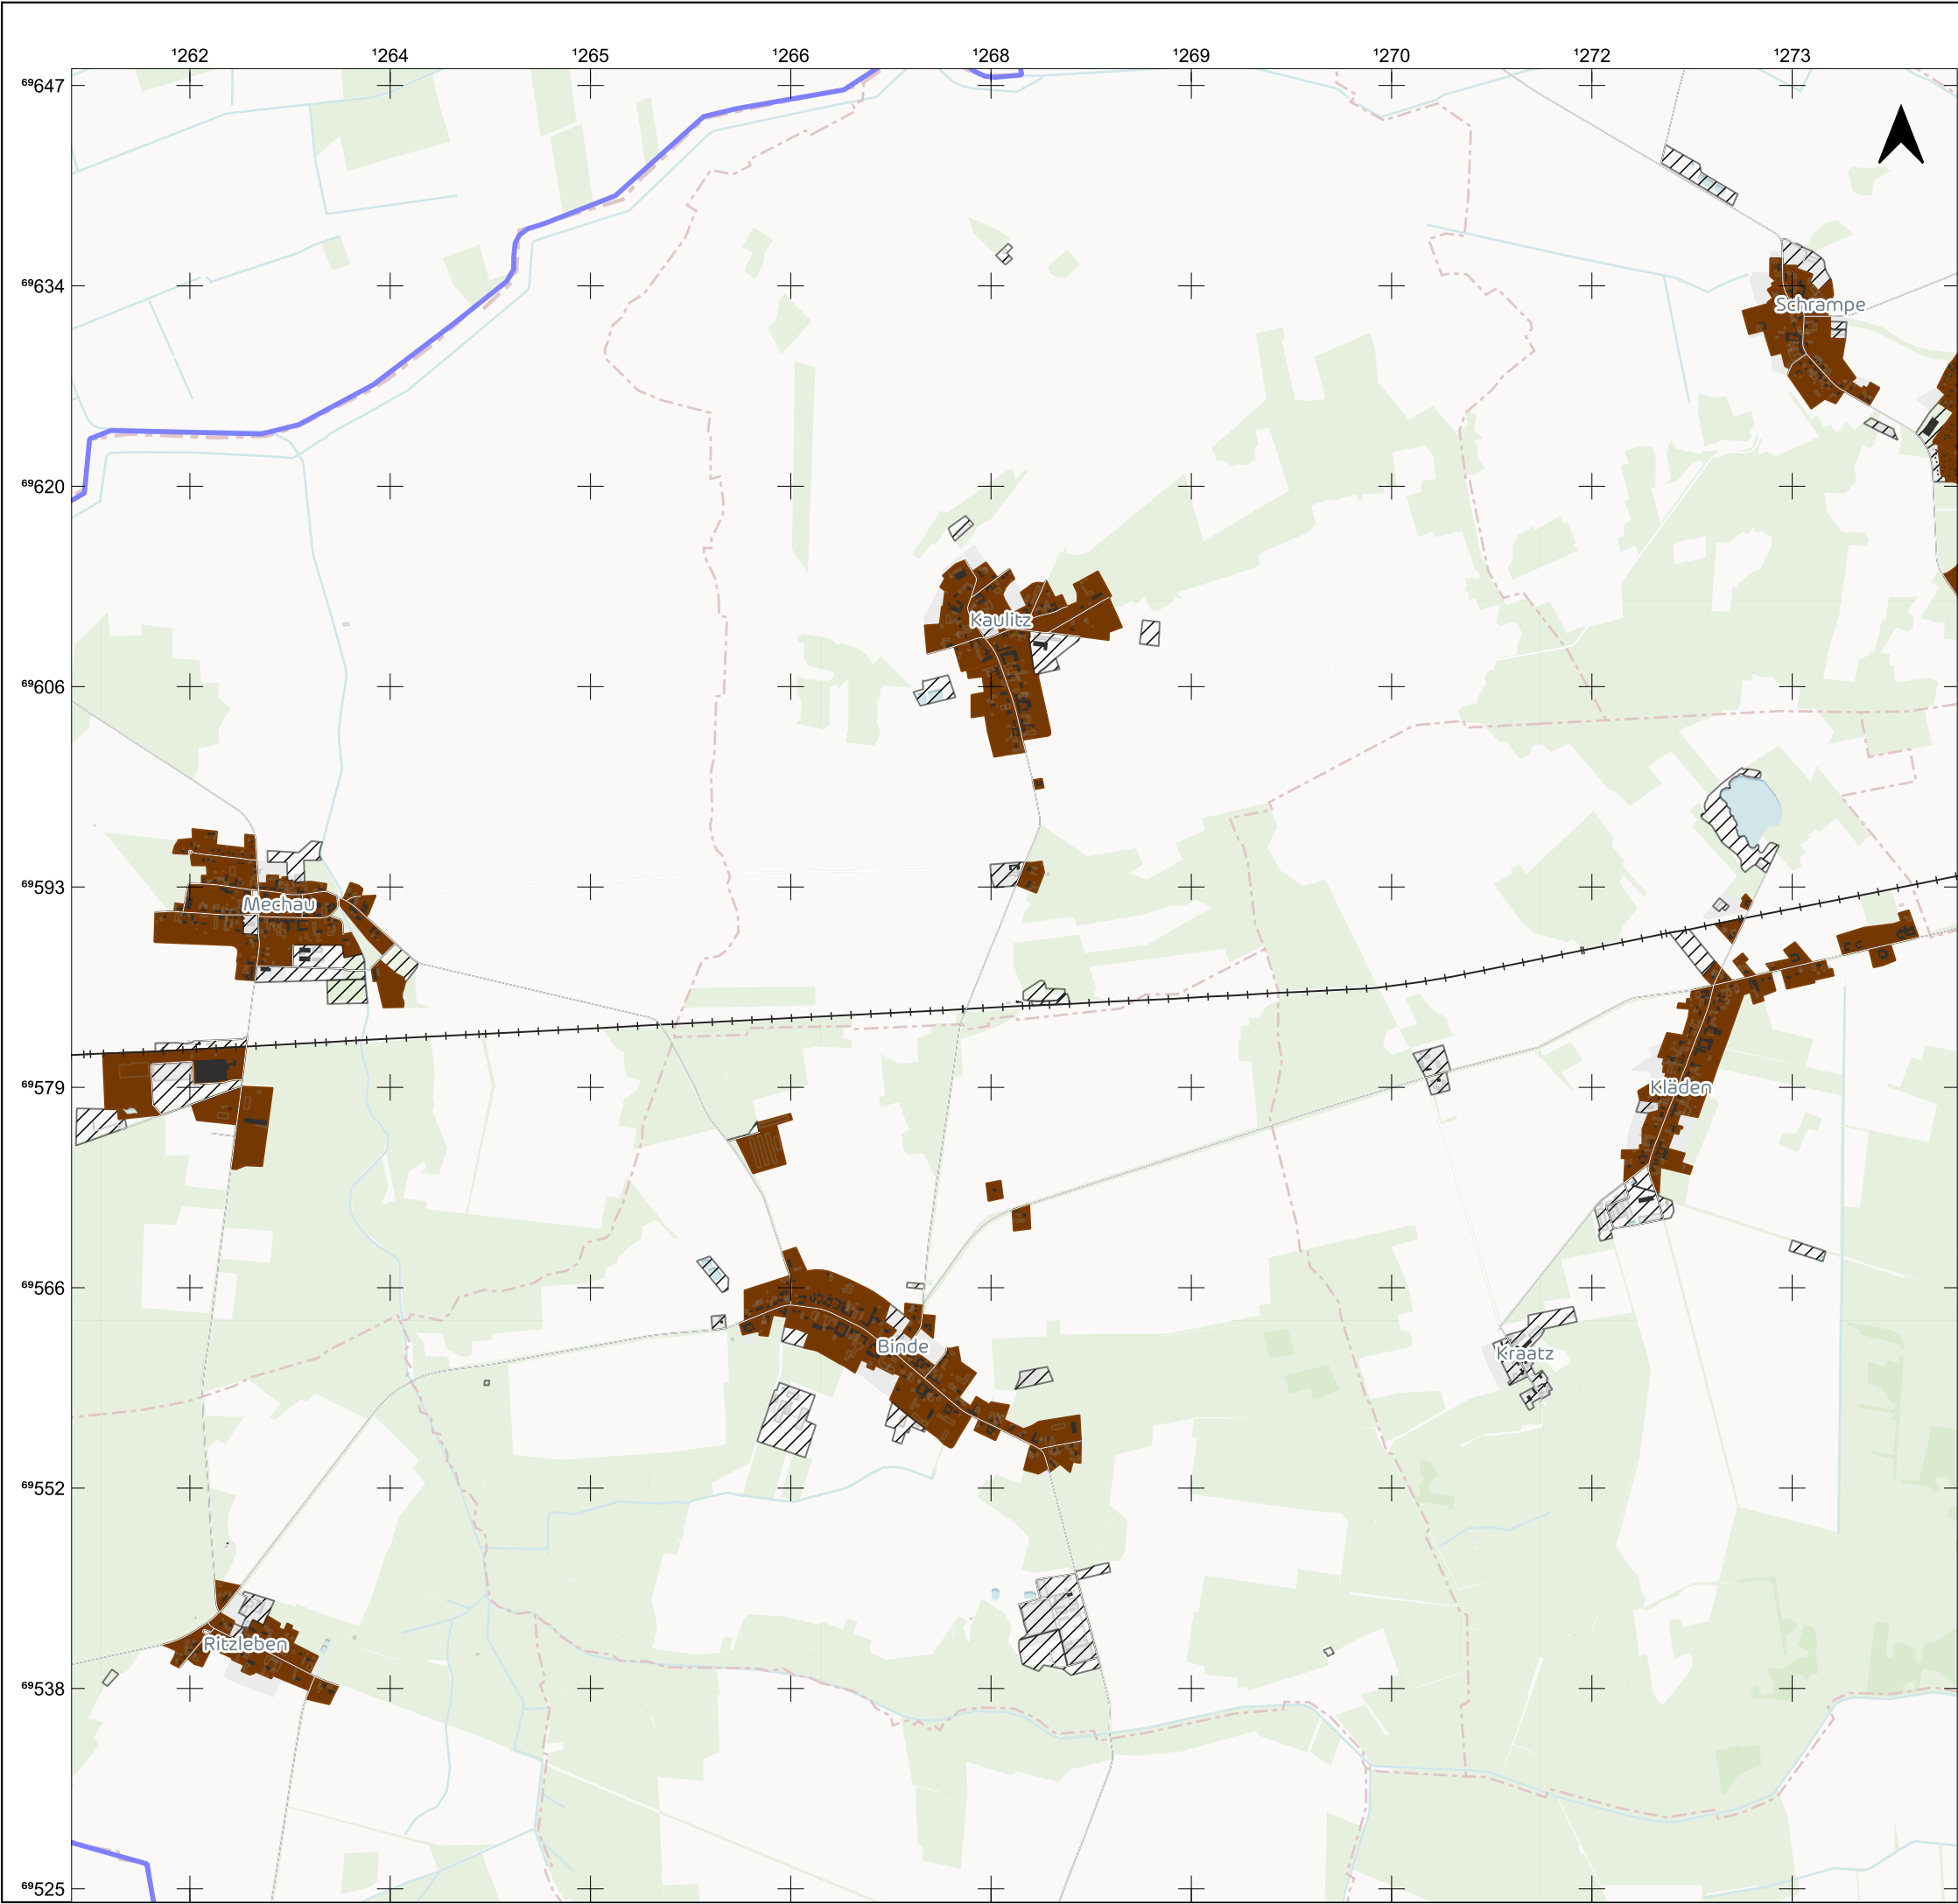 ¹262 ¹264 ¹265 ¹266 ¹268 ¹269 ¹270 ¹272 ¹273
⁶⁹647
⁶⁹634
Schrampe
⁶⁹620
Kaulitz
⁶⁹606
⁶⁹593
Mechau
⁶⁹579
Kläden
⁶⁹566
Binde
Kraatz
⁶⁹552
Ritzleben
⁶⁹538
⁶⁹525